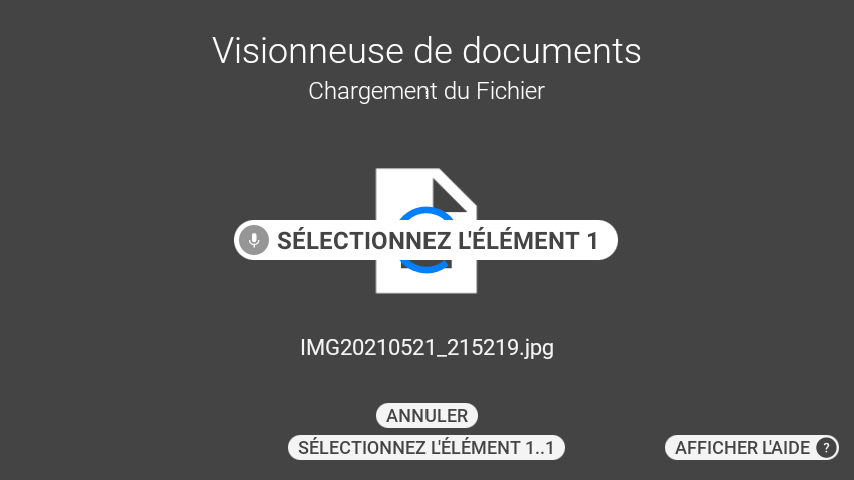 Visionneuse de documents
Chargement du Fichier
SÉLECTIONNEZ L'ÉLÉMENT 1
IMG20210521_215219.jpg
ANNULER
SÉLECTIONNEZ L'ÉLÉMENT 1..1
AFFICHER L'AIDE ?